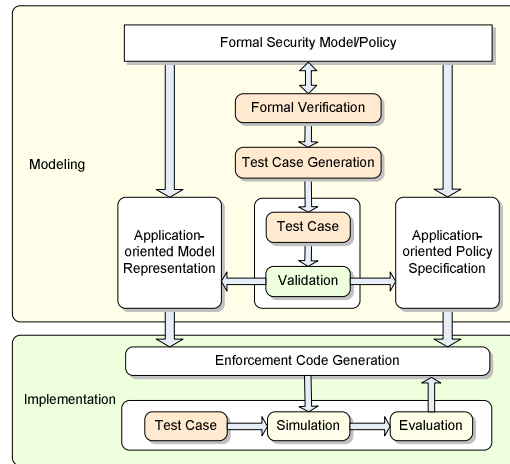 Formal Security Model/Policy
Formal Verification
Modeling
Test Case Generation
Application-
oriented Model
Representation
Test Case
Validation
Application-
oriented Policy
Specification
Enforcement Code Generation
Implementation
Test Case
Simulation
Evaluation